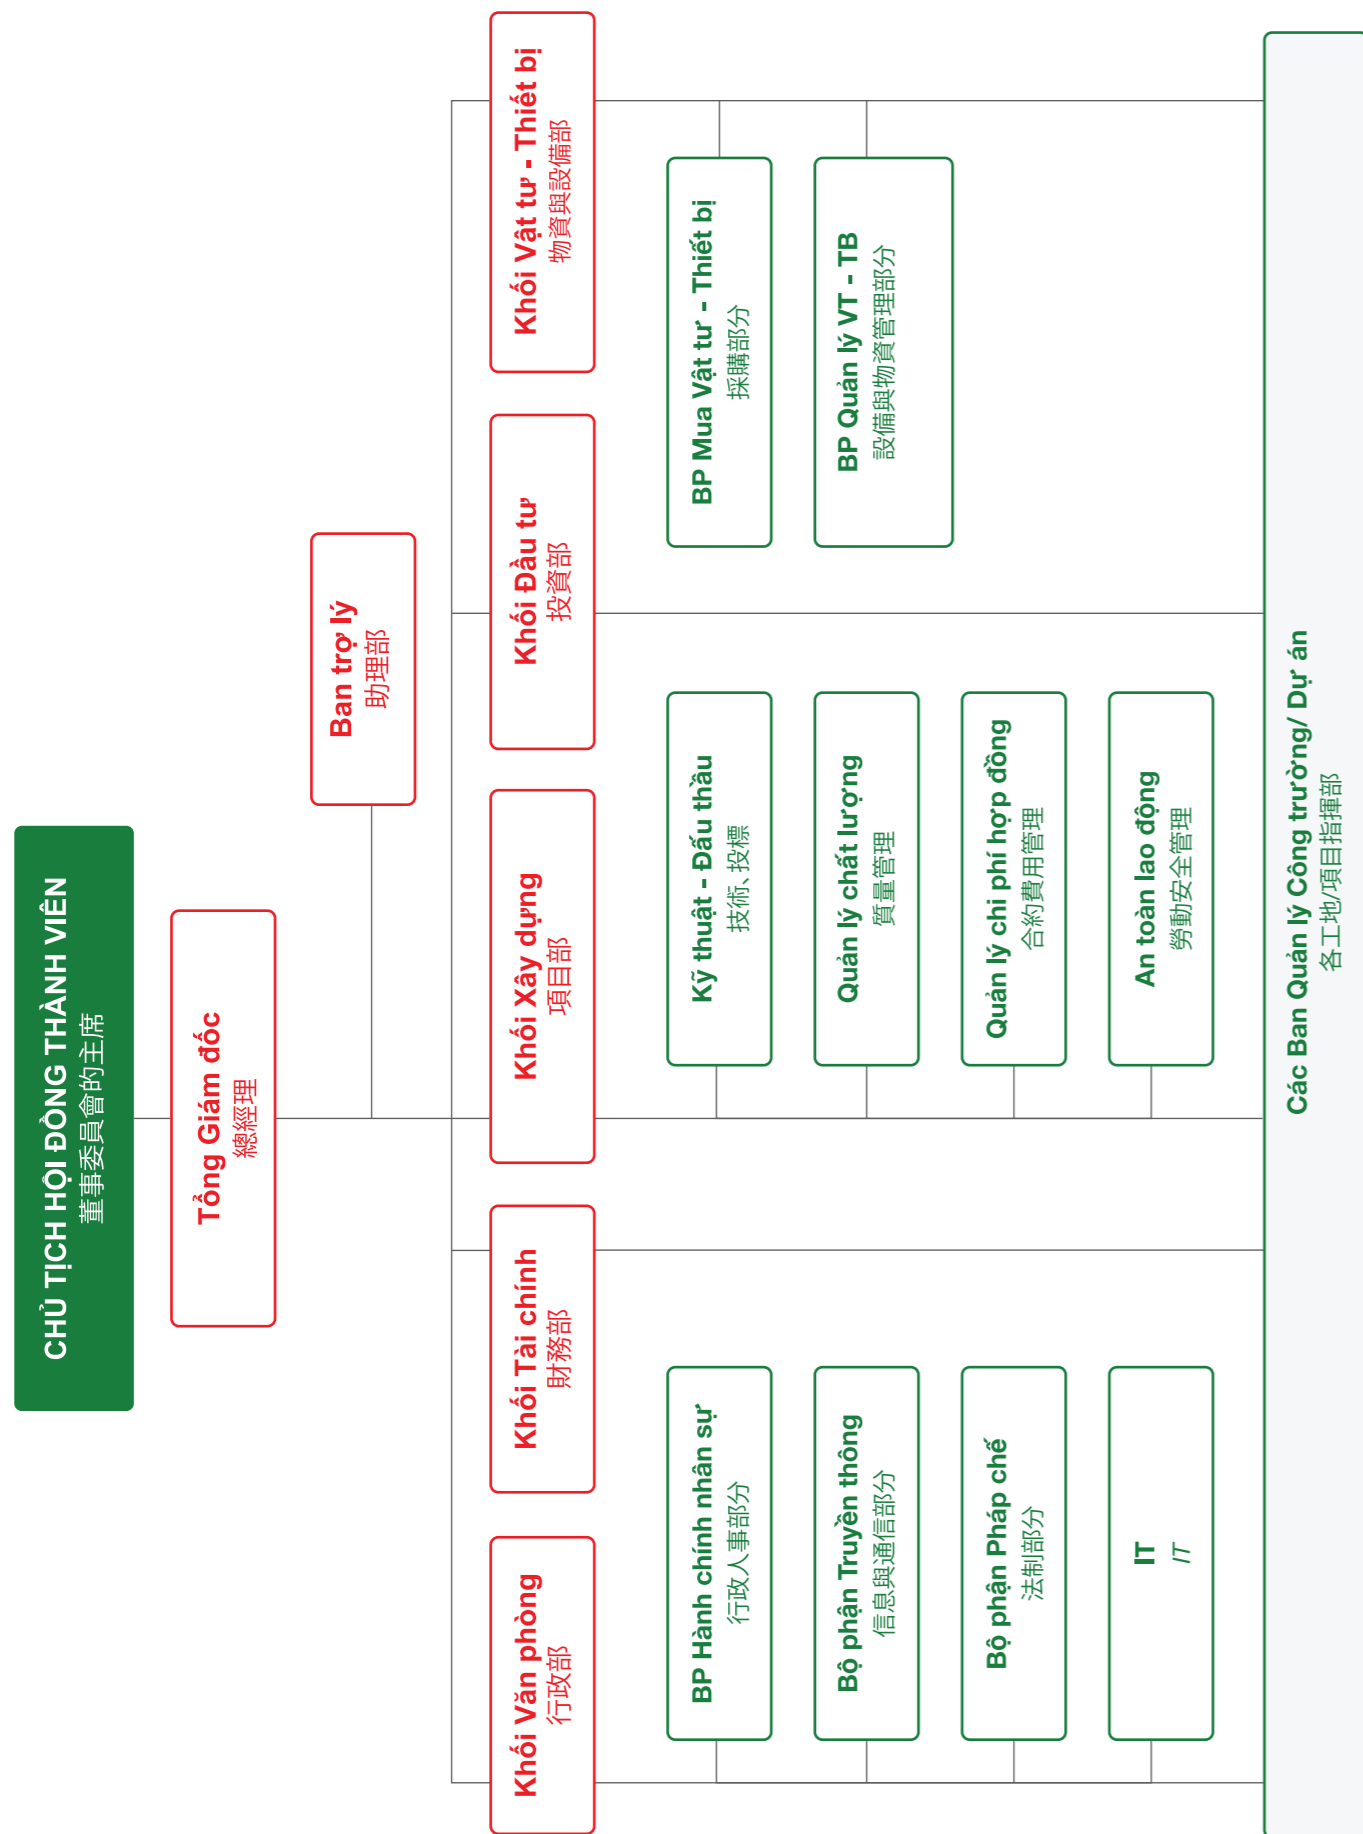 CHỦ TỊCH HỘI ĐỒNG THÀNH VIÊN
董事委員會的主席
Tổng Giám đốc
總經理
Ban trợ lý
助理部
Khối Văn phòng
行政部
Khối Tài chính
財務部
Khối Xây dựng
項目部
Khối Đầu tư
投資部
Khối Vật tư - Thiết bị
物資與設備部
BP Hành chính nhân sự
行政人事部分
Bộ phận Truyền thông
信息與通信部分
Bộ phận Pháp chế
法制部分
IT
IT
Kỹ thuật - Đấu thầu
技術、投標
Quản lý chất lượng
質量管理
Quản lý chi phí hợp đồng
合約費用管理
An toàn lao động
勞動安全管理
BP Mua Vật tư - Thiết bị
採購部分
BP Quản lý VT - TB
設備與物資管理部分
Các Ban Quản lý Công trường/ Dự án
各工地/項目指揮部